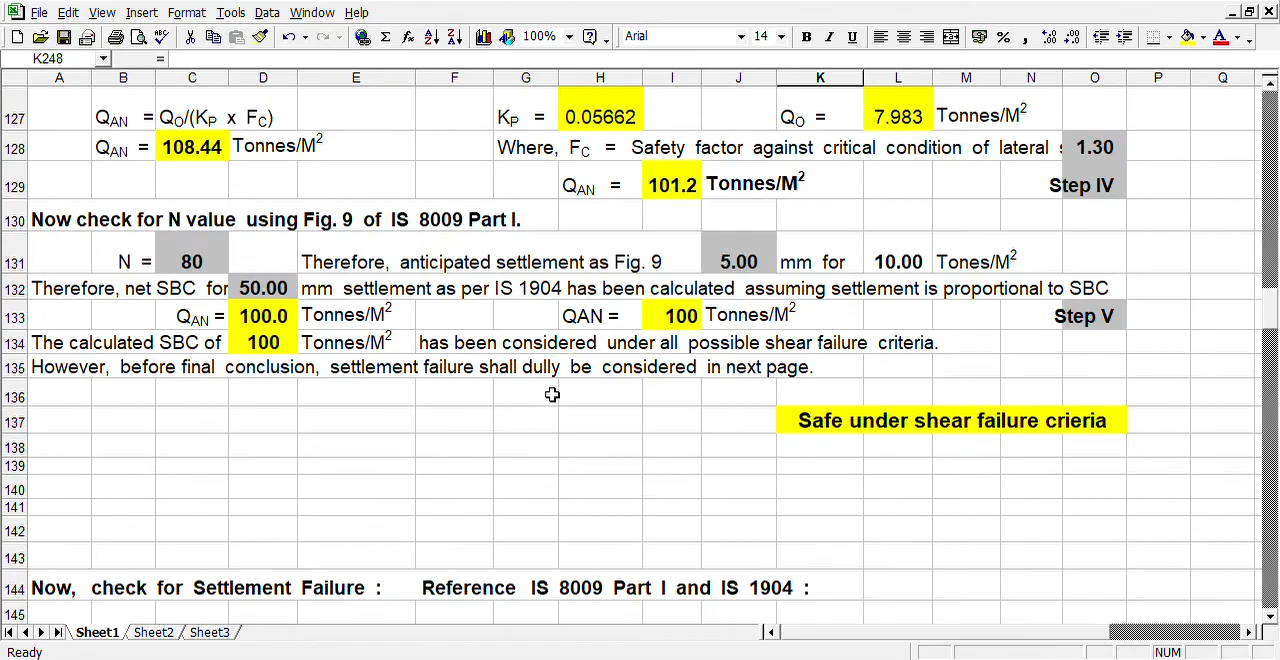 File Edit View Insert Format Tools Data Window Help
100% Arial 14 B I U
K248 =
A B C D E F G H I J K L M N O P Q
127 QAN = QO/(KP x FC) KP = 0.05662 QO = 7.983 Tonnes/M2
128 QAN = 108.44 Tonnes/M2 Where, FC = Safety factor against critical condition of lateral 1.30
129 QAN = 101.2 Tonnes/M2 Step IV
130 Now check for N value using Fig. 9 of IS 8009 Part I.
131 N = 80 Therefore, anticipated settlement as Fig. 9 5.00 mm for 10.00 Tones/M2
132 Therefore, net SBC for 50.00 mm settlement as per IS 1904 has been calculated assuming settlement is proportional to SBC
133 QAN = 100.0 Tonnes/M2 QAN = 100 Tonnes/M2 Step V
134 The calculated SBC of 100 Tonnes/M2 has been considered under all possible shear failure criteria.
135 However, before final conclusion, settlement failure shall dully be considered in next page.
136
137 Safe under shear failure crieria
138
139
140
141
142
143
144 Now, check for Settlement Failure : Reference IS 8009 Part I and IS 1904 :
145
Sheet1 Sheet2 Sheet3
Ready NUM